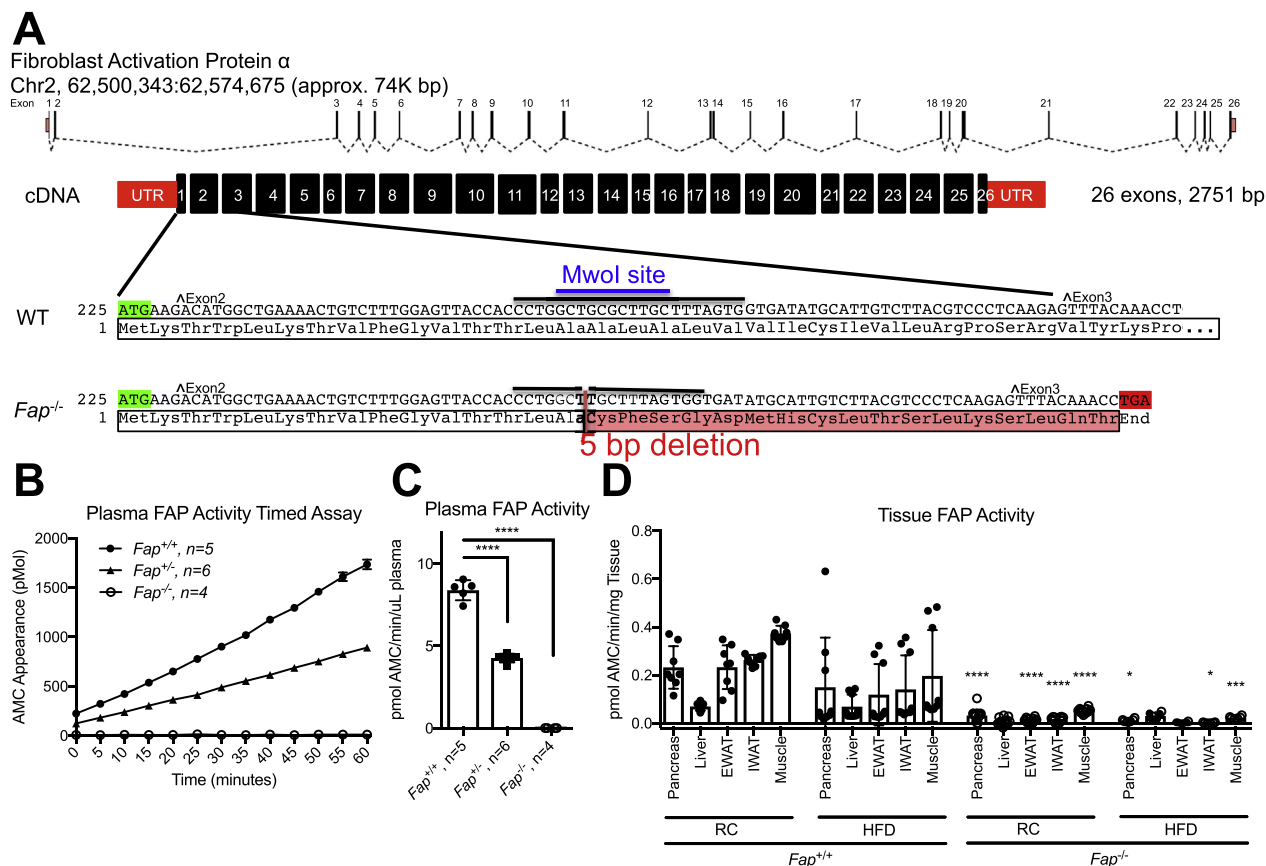 A
Fibroblast Activation Protein α
Chr2, 62,500,343:62,574,675 (approx. 74K bp)
Exon 1 2 3 4 5 6 7 8 9 10 11 12 13 14 15 16 17 18 19 20 21 22 23 24 25 26
cDNA UTR 1 2 3 4 5 6 7 8 9 10 11 12 13 14 15 16 17 18 19 20 21 22 23 24 25 26 UTR 26 exons, 2751 bp
MwoI site
^Exon2 ^Exon3
WT
225 ATGAAGACATGGCTGAAAACTGTCTTTGGAGTTACCACCCTGGCTGCGCTTGCTTTAGTGGTGATATGCATTGTCTTACGTCCCTCAAGAGTTTACAAACCT
1 MetLysThrTrpLeuLysThrValPheGlyValThrThrLeuAlaAlaLeuAlaLeuValValIleCysIleValLeuArgProSerArgValTyrLysPro...
^Exon2 ^Exon3
Fap-/-
225 ATGAAGACATGGCTGAAAACTGTCTTTGGAGTTACCACCCTGGCTTGCTTTAGTGGTGATATGCATTGTCTTACGTCCCTCAAGAGTTTACAAACCTGA
1 MetLysThrTrpLeuLysThrValPheGlyValThrThrLeuAlaCysPheSerGlyAspMetHisCysLeuThrSerLeuLysSerLeuGlnThrEnd
5 bp deletion
B
Plasma FAP Activity Timed Assay
AMC Appearance (pMol)
2000
1500
1000
500
0
Fap+/+, n=5
Fap+/-, n=6
Fap-/-, n=4
0 5 10 15 20 25 30 35 40 45 50 55 60
Time (minutes)
C
Plasma FAP Activity
pmol AMC/min/uL plasma
10
5
0
****
****
Fap+/+, n=5
Fap+/-, n=6
Fap-/-, n=4
D
Tissue FAP Activity
pmol AMC/min/mg Tissue
0.8
0.6
0.4
0.2
0.0
**** **** **** **** * * ***
Pancreas Liver EWAT IWAT Muscle Pancreas Liver EWAT IWAT Muscle Pancreas Liver EWAT IWAT Muscle Pancreas Liver EWAT IWAT Muscle
RC HFD RC HFD
Fap+/+ Fap-/-